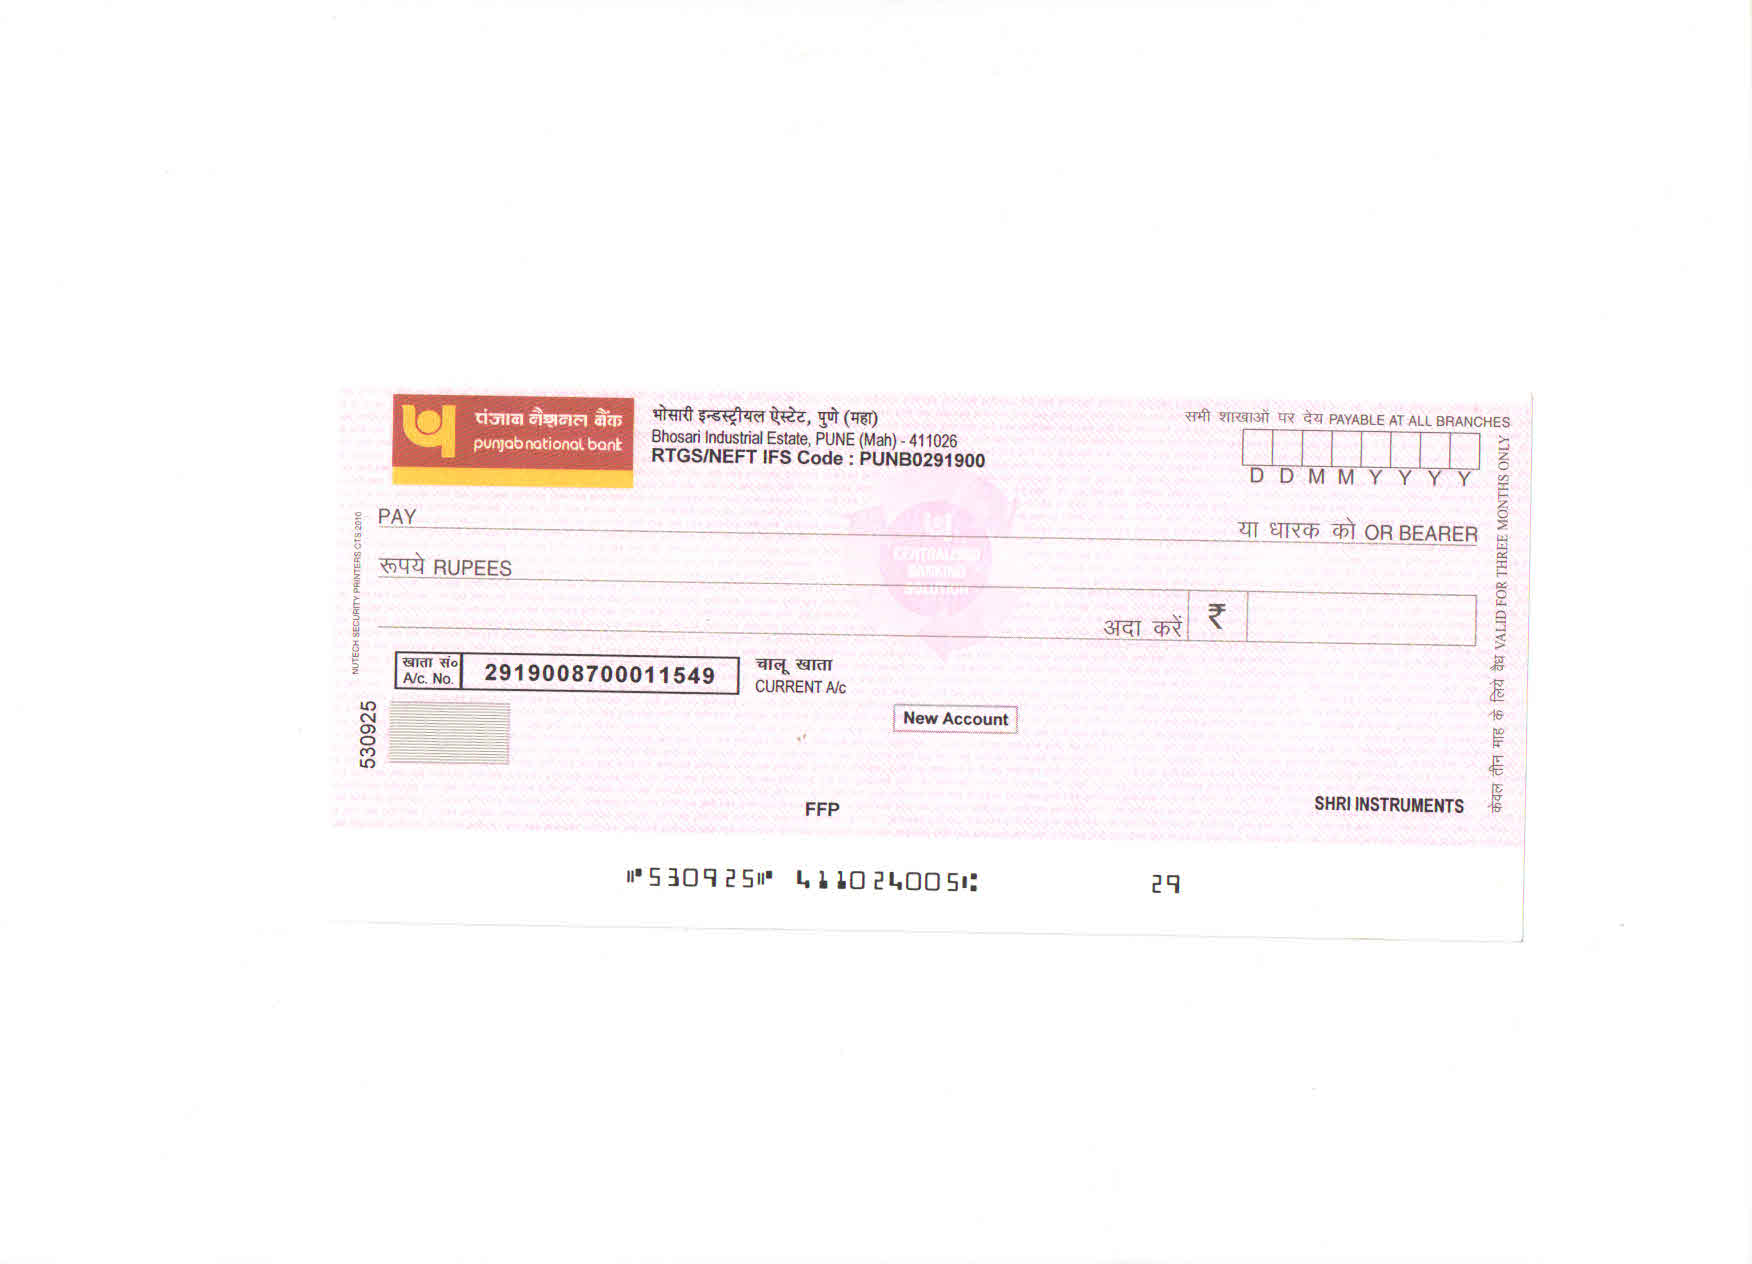 पंजाब नैशनल बैंक
punjab national bank
भोसारी इन्डस्ट्रीयल ऐस्टेट, पुणे (महा)
Bhosari Industrial Estate, PUNE (Mah) - 411026
RTGS/NEFT IFS Code : PUNB0291900
सभी शाखाओं पर देय PAYABLE AT ALL BRANCHES
D D M M Y Y Y Y
PAY
या धारक को OR BEARER
CENTRALISED
BANKING
SOLUTION
रूपये RUPEES
अदा करें ₹
खाता सं०
A/c. No.
2919008700011549
चालू खाता
CURRENT A/c
New Account
FFP
SHRI INSTRUMENTS
NUTECH SECURITY PRINTERS CTS-2010
530925
केवल तीन माह के लिये वैध VALID FOR THREE MONTHS ONLY
⑈530925⑈ 411024005⑆ 29